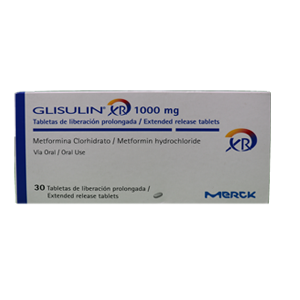 GLISULIN® XR 1000 mg
Tabletas de liberación prolongada / Extended release tablets
Metformina Clorhidrato / Metformin hydrochloride
Vía Oral / Oral Use
XR
30 Tabletas de liberación prolongada /
Extended release tablets
MERCK